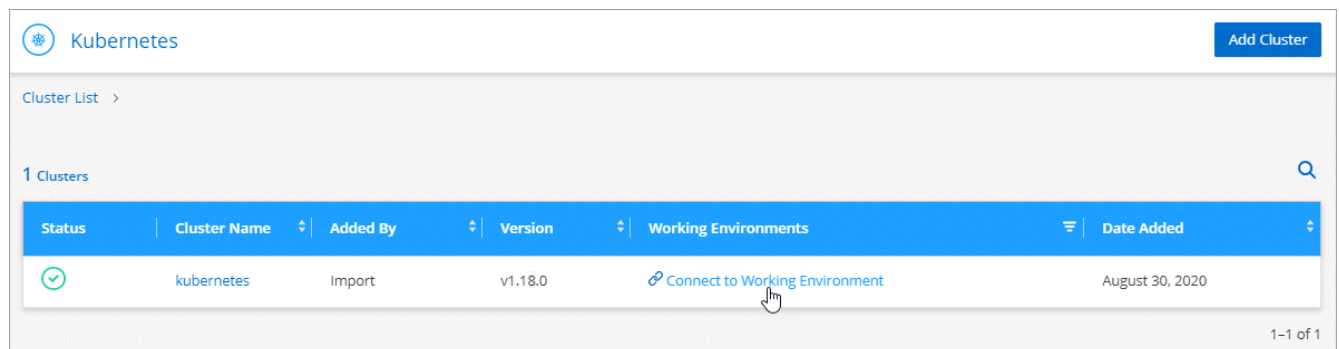 Kubernetes
Add Cluster
Cluster List >
1 Clusters
Status Cluster Name Added By Version Working Environments Date Added
kubernetes Import v1.18.0 Connect to Working Environment August 30, 2020
1–1 of 1